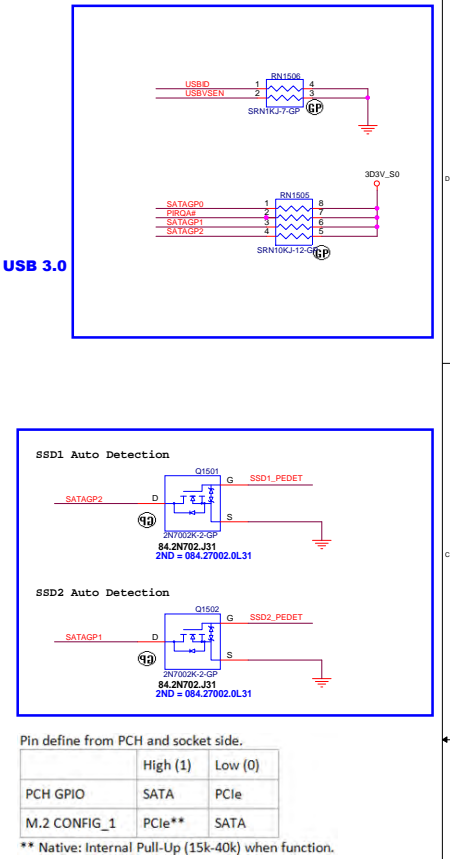 RN1506
USBID 1 4
USBVSEN 2 3
SRN1KJ-7-GP GP
3D3V_S0
D
RN1505
SATAGP0 1 8
PIRQA# 2 7
SATAGP1 3 6
SATAGP2 4 5
SRN10KJ-12-GP GP
USB 3.0
SSD1 Auto Detection
Q1501
G SSD1_PEDET
SATAGP2 D
S
2N7002K-2-GP
84.2N702.J31
2ND = 084.27002.0L31
C
SSD2 Auto Detection
Q1502
G SSD2_PEDET
SATAGP1 D
S
2N7002K-2-GP
84.2N702.J31
2ND = 084.27002.0L31
Pin define from PCH and socket side.
High (1) Low (0)
PCH GPIO SATA PCIe
M.2 CONFIG_1 PCIe** SATA
** Native: Internal Pull-Up (15k-40k) when function.